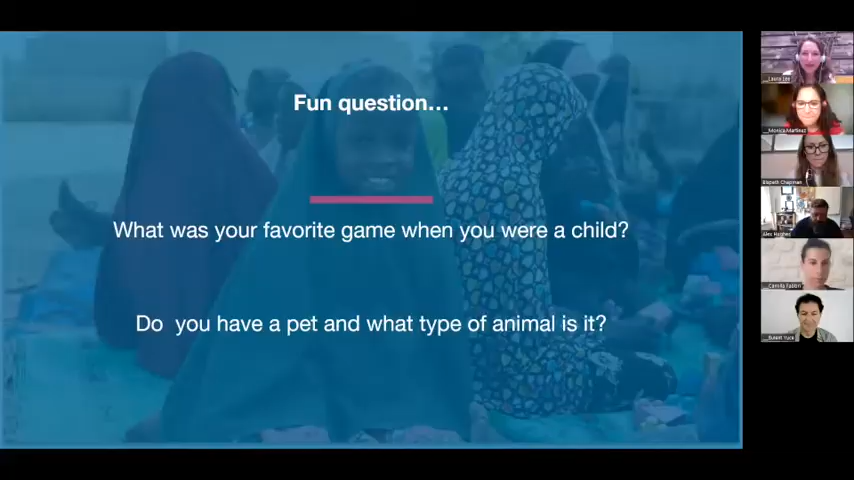 Fun question...
What was your favorite game when you were a child?
Do  you have a pet and what type of animal is it?
Laura Lee
Monica Martinez
Elspeth Chapman
Alex Hughes
Camilla Fabbri